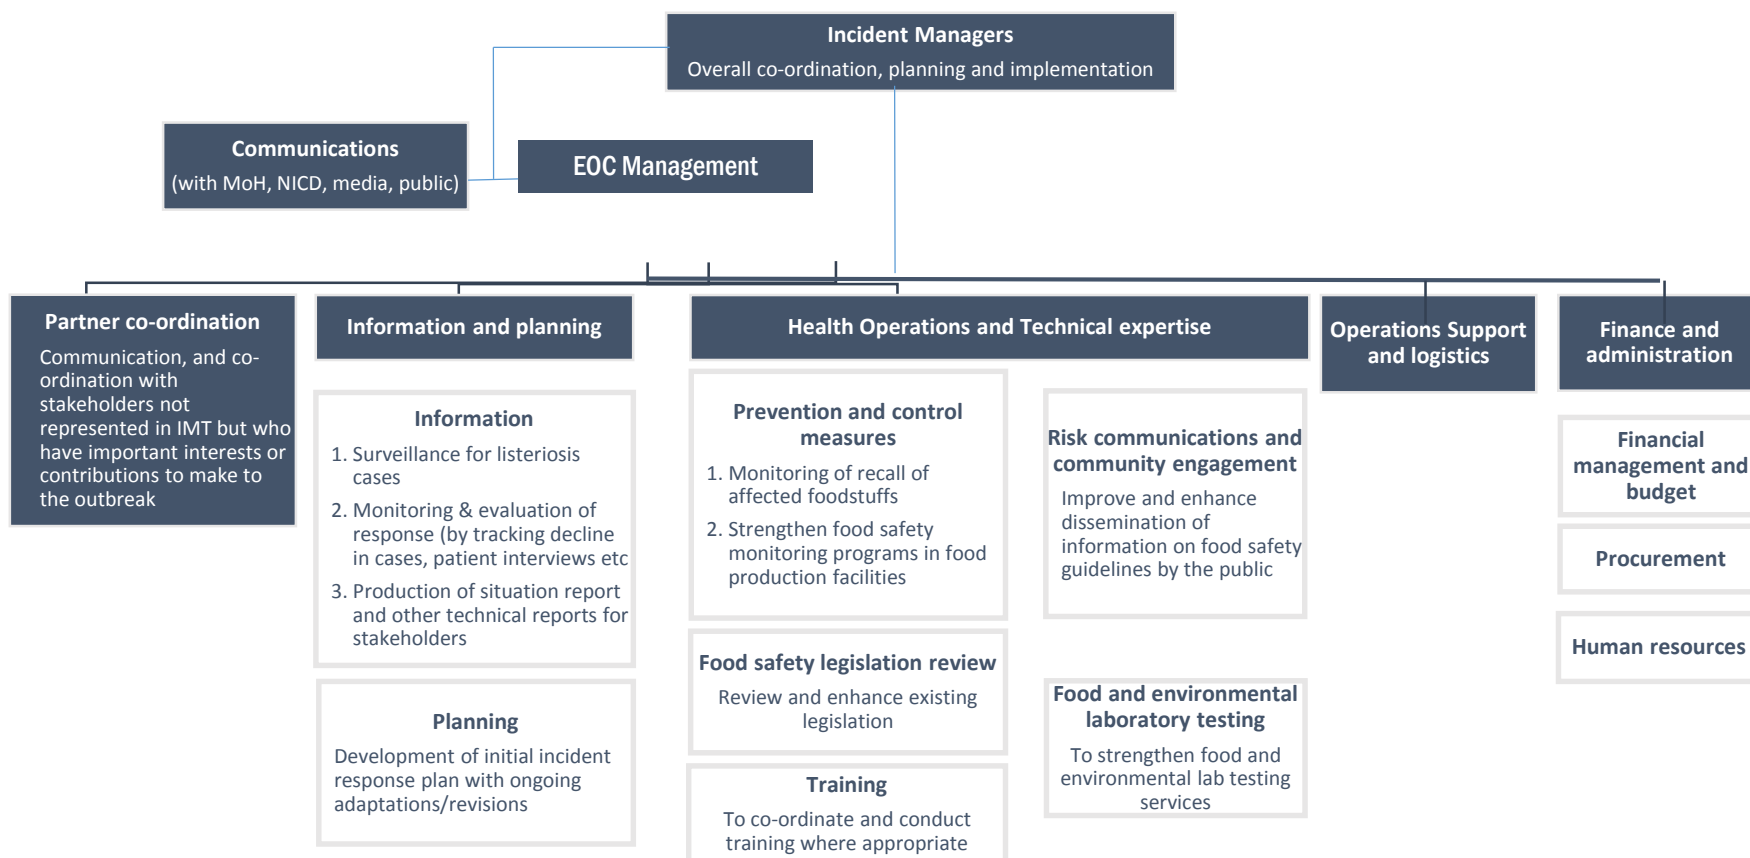 Incident Managers
Overall co-ordination, planning and implementation
Communications
(with MoH, NICD, media, public)
EOC Management
Partner co-ordination
Communication, and co-
ordination with
stakeholders not
represented in IMT but who
have important interests or
contributions to make to
the outbreak
Information and planning
Information
1. Surveillance for listeriosis
cases
2. Monitoring & evaluation of
response (by tracking decline
in cases, patient interviews etc
3. Production of situation report
and other technical reports for
stakeholders
Planning
Development of initial incident
response plan with ongoing
adaptations/revisions
Health Operations and Technical expertise
Prevention and control
measures
1. Monitoring of recall of
affected foodstuffs
2. Strengthen food safety
monitoring programs in food
production facilities
Food safety legislation review
Review and enhance existing
legislation
Training
To co-ordinate and conduct
training where appropriate
Risk communications and
community engagement
Improve and enhance
dissemination of
information on food safety
guidelines by the public
Food and environmental
laboratory testing
To strengthen food and
environmental lab testing
services
Operations Support
and logistics
Finance and
administration
Financial
management and
budget
Procurement
Human resources